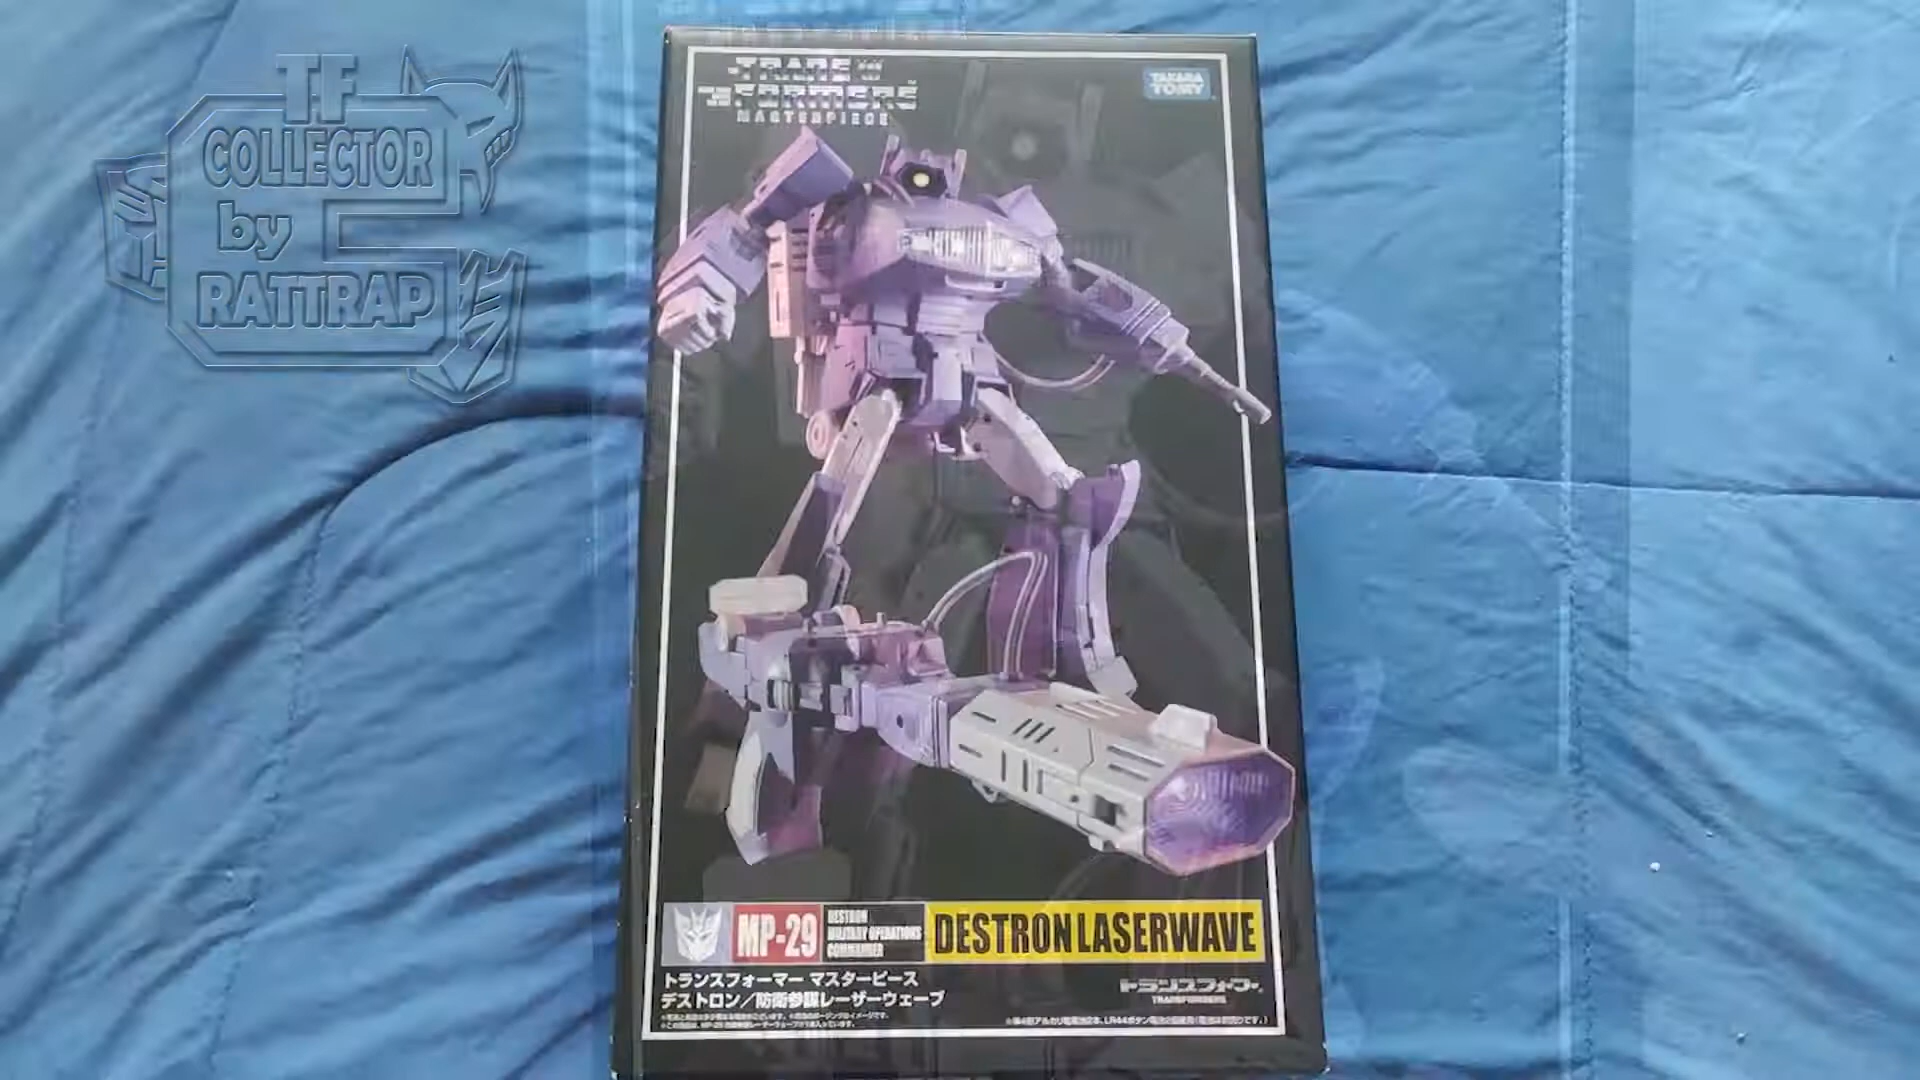 TF
COLLECTOR
by
RATTRAP
TRANSFORMERS
MASTERPIECE
TAKARA
TOMY
MP-29
DESTRON
MILITARY OPERATIONS
COMMANDER
DESTRON LASERWAVE
トランスフォーマー マスターピース
デストロン/防衛参謀レーザーウェーブ
トランスフォーマー
TRANSFORMERS